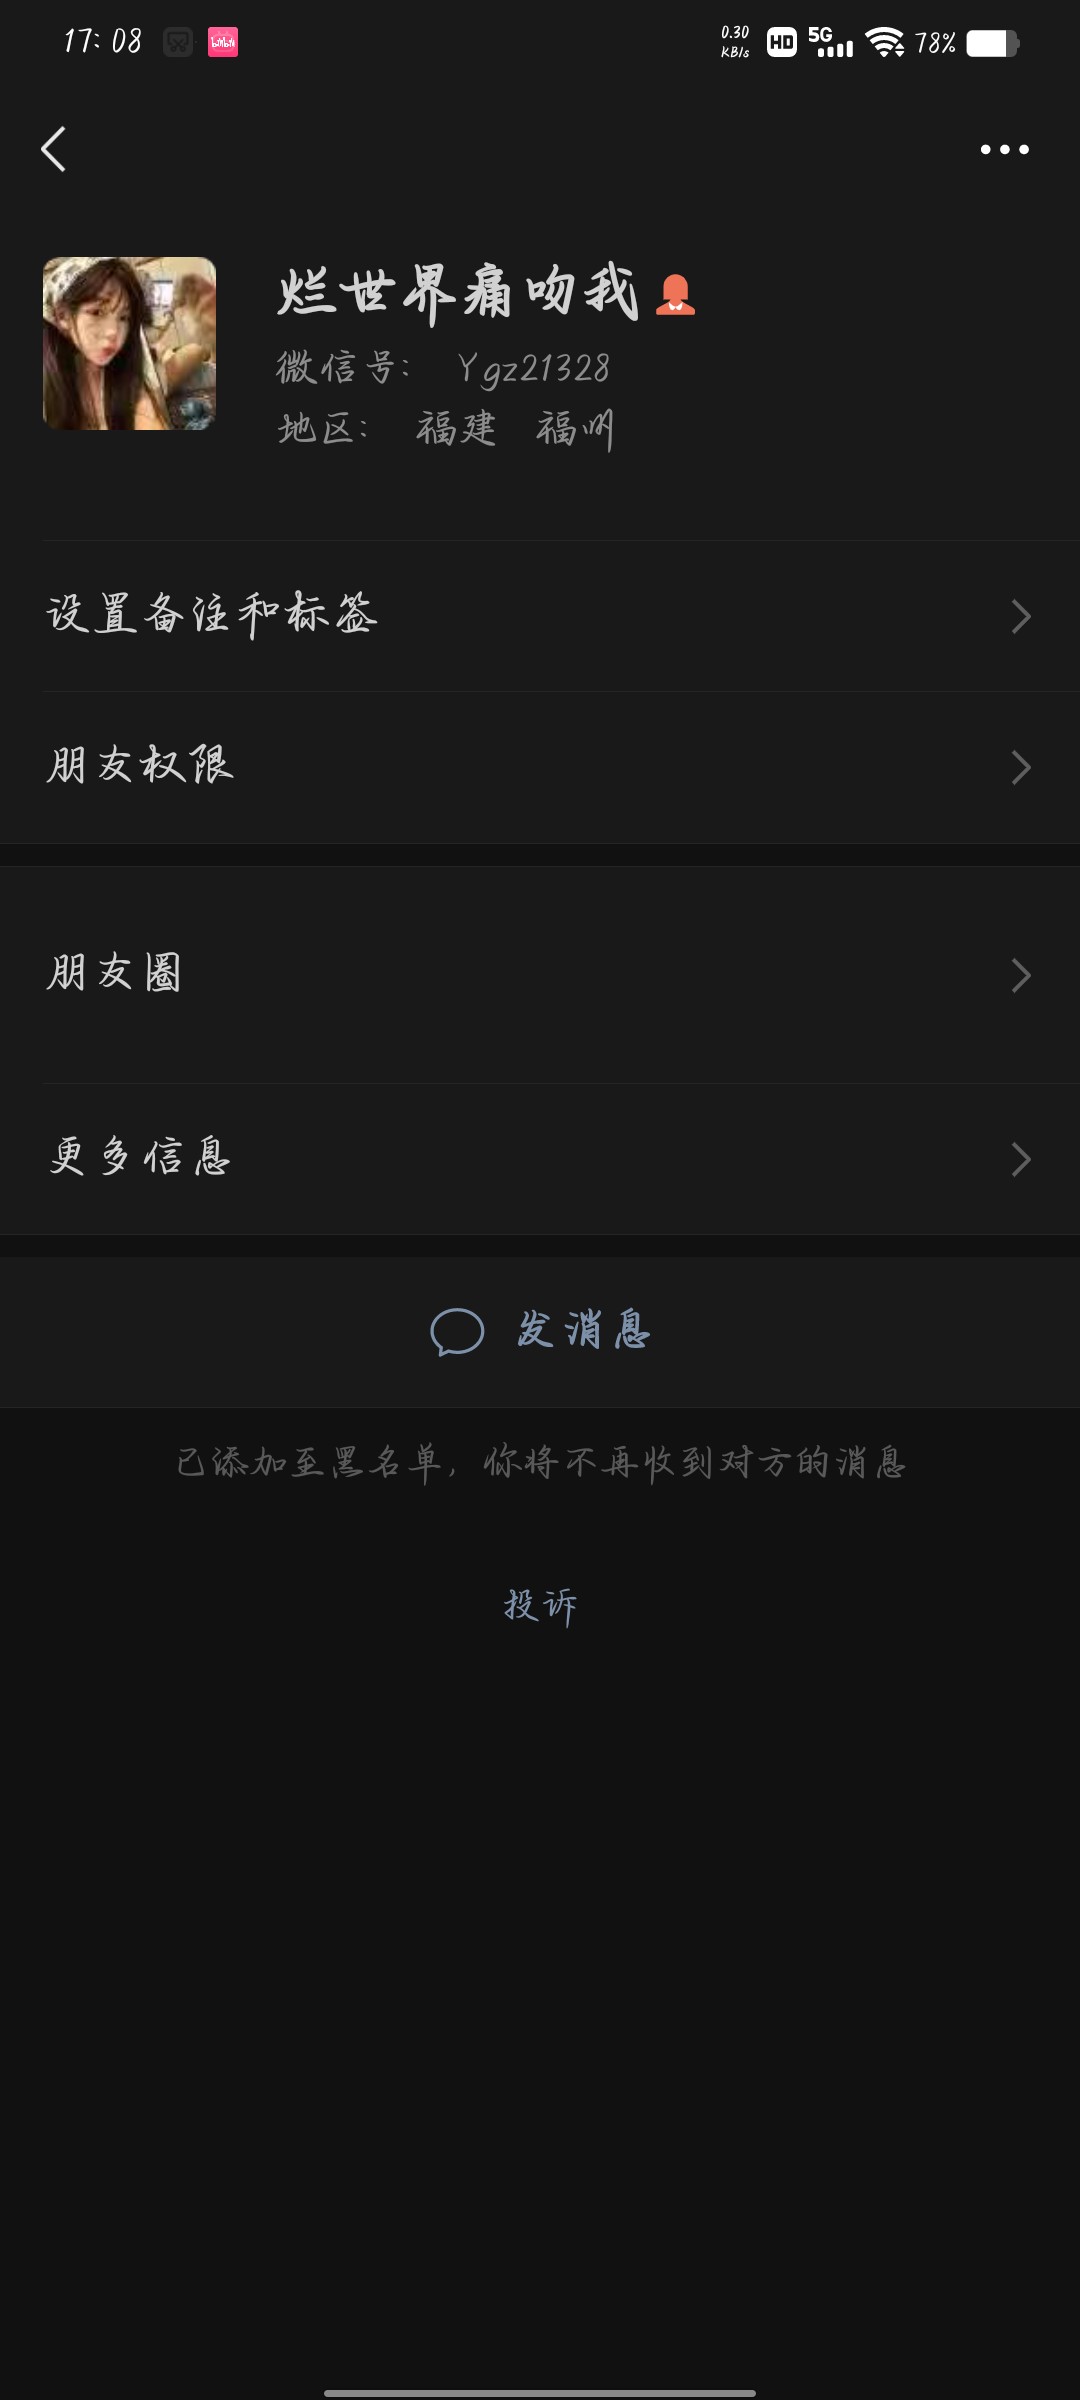 17:08
0.30 KB/s HD 5G 78%
烂世界痛吻我
微信号: Ygz21328
地区: 福建 福州
设置备注和标签
朋友权限
朋友圈
更多信息
发消息
已添加至黑名单,你将不再收到对方的消息
投诉